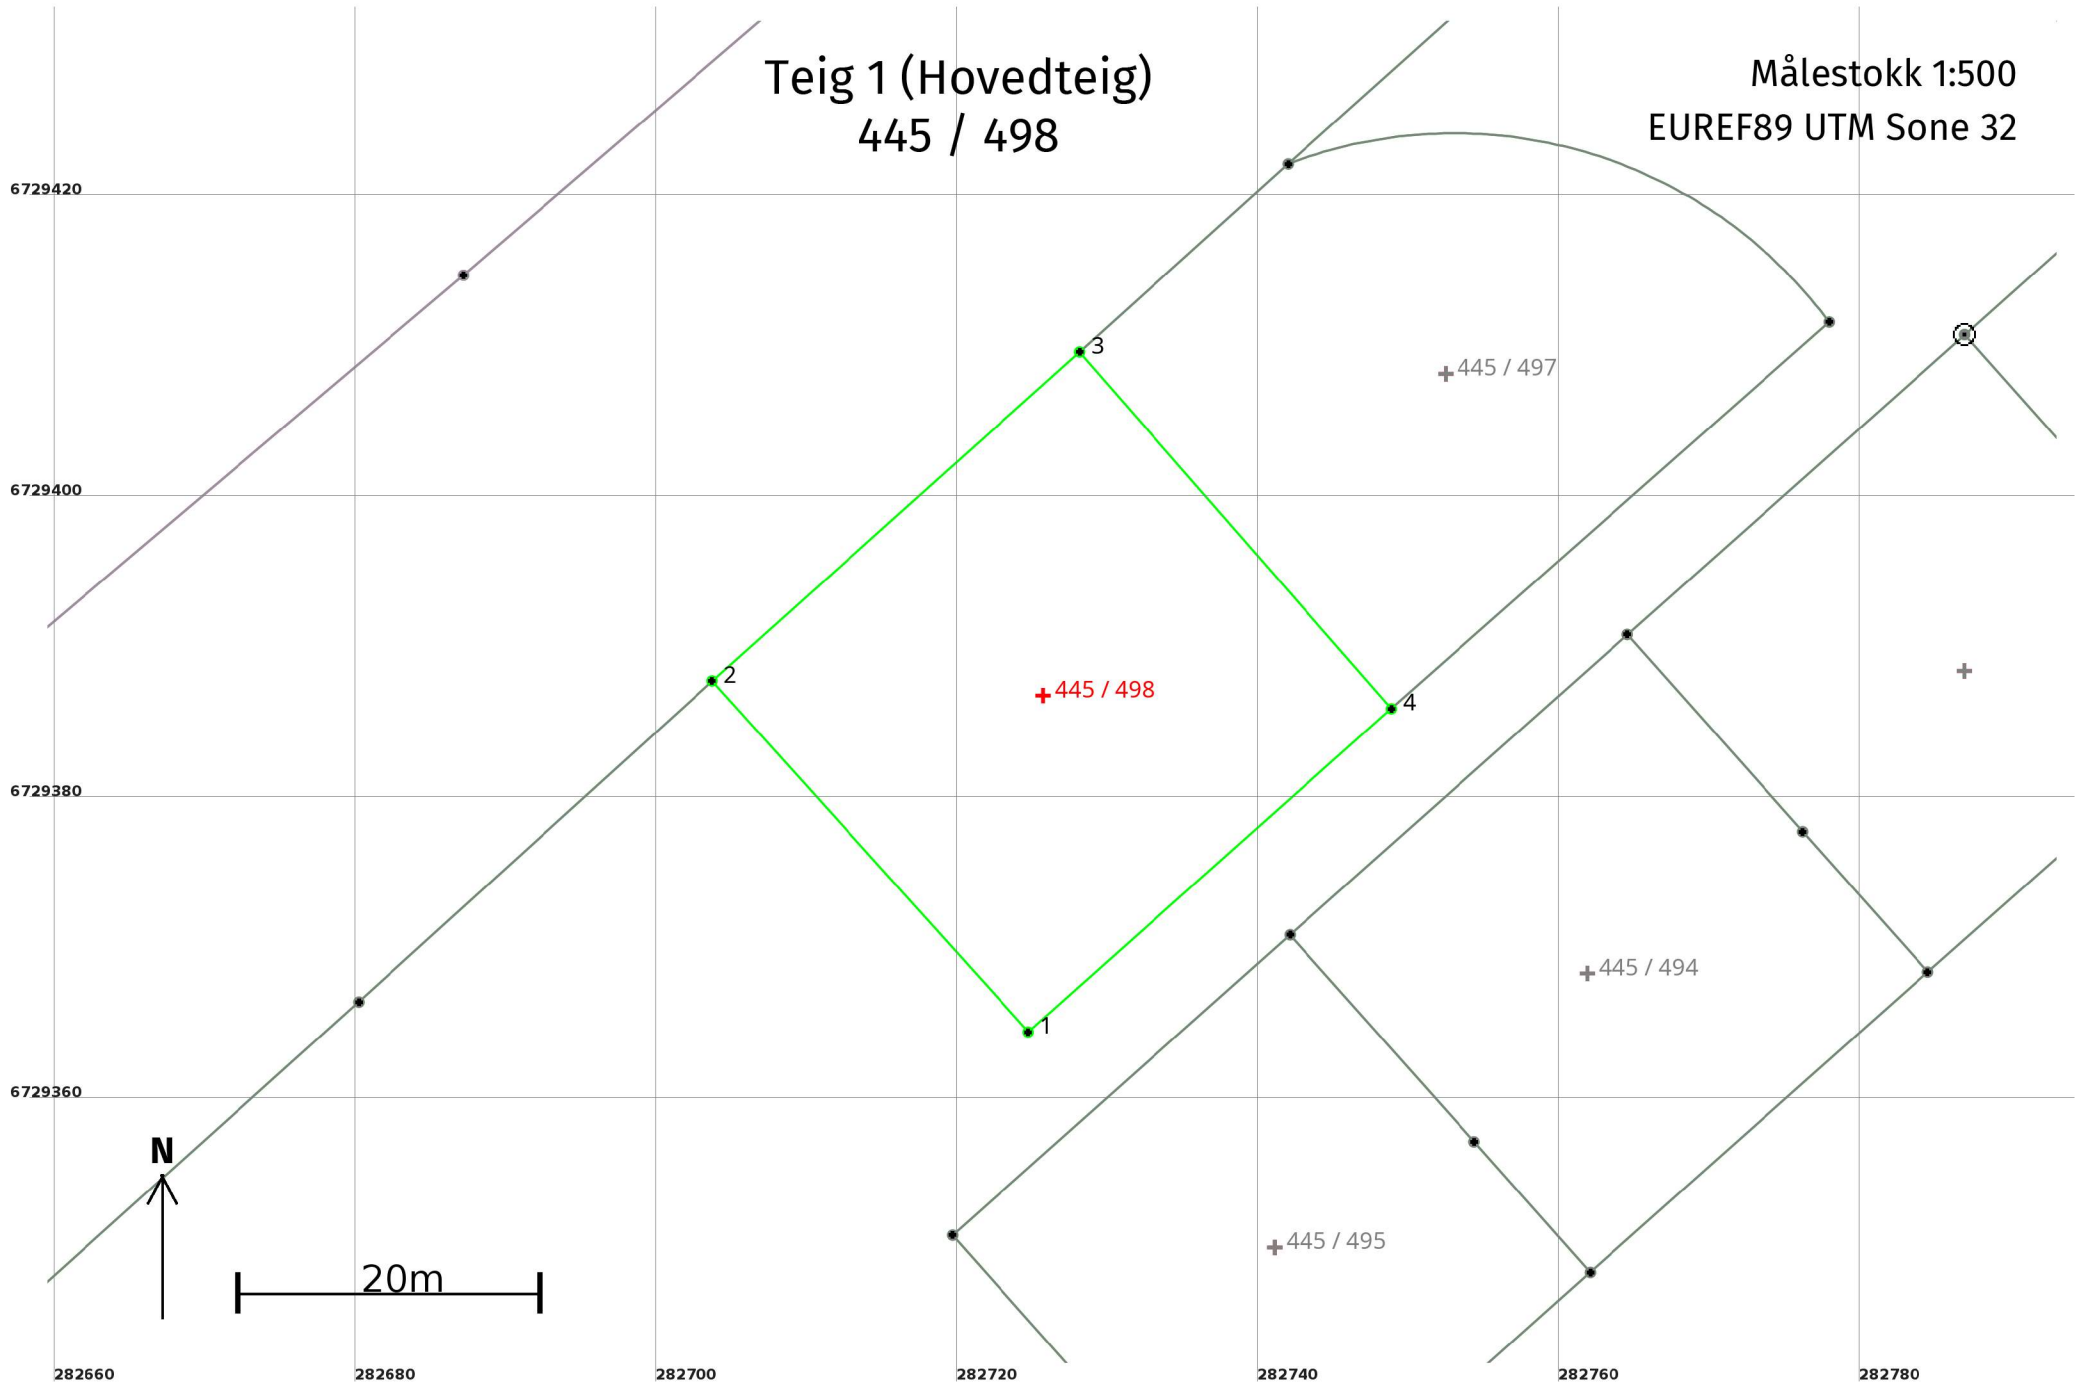 Teig 1 (Hovedteig)
445 / 498
Målestokk 1:500
EUREF89 UTM Sone 32
6729420
3
445 / 497
6729400
2
445 / 498
4
6729380
445 / 494
1
6729360
N
445 / 495
20m
282660
282680
282700
282720
282740
282760
282780